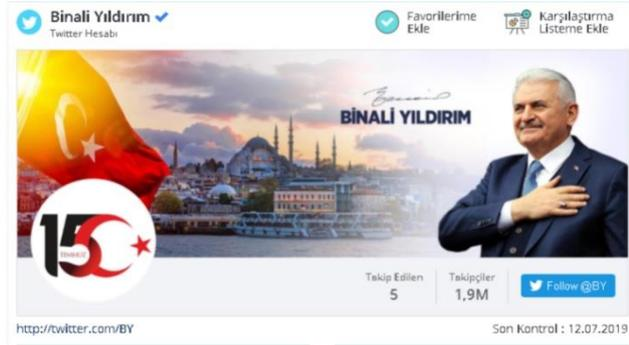 Binali Yıldırım
Twitter Hesabı
Favorilerime
Ekle
Karşılaştırma
Listeme Ekle
BİNALİ YILDIRIM
15
TEMMUZ
Takip Edilen
5
Takipçiler
1,9M
Follow @BY
http://twitter.com/BY
Son Kontrol : 12.07.2019